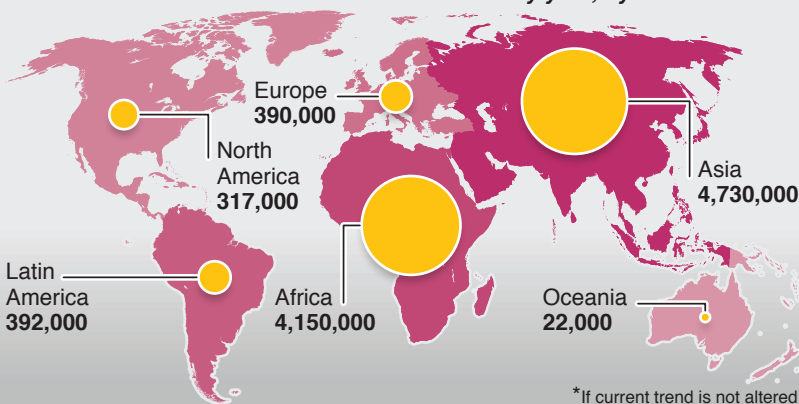 Europe
390,000
North
America
317,000
Asia
4,730,000
Latin
America
392,000
Africa
4,150,000
Oceania
22,000
*If current trend is not altered